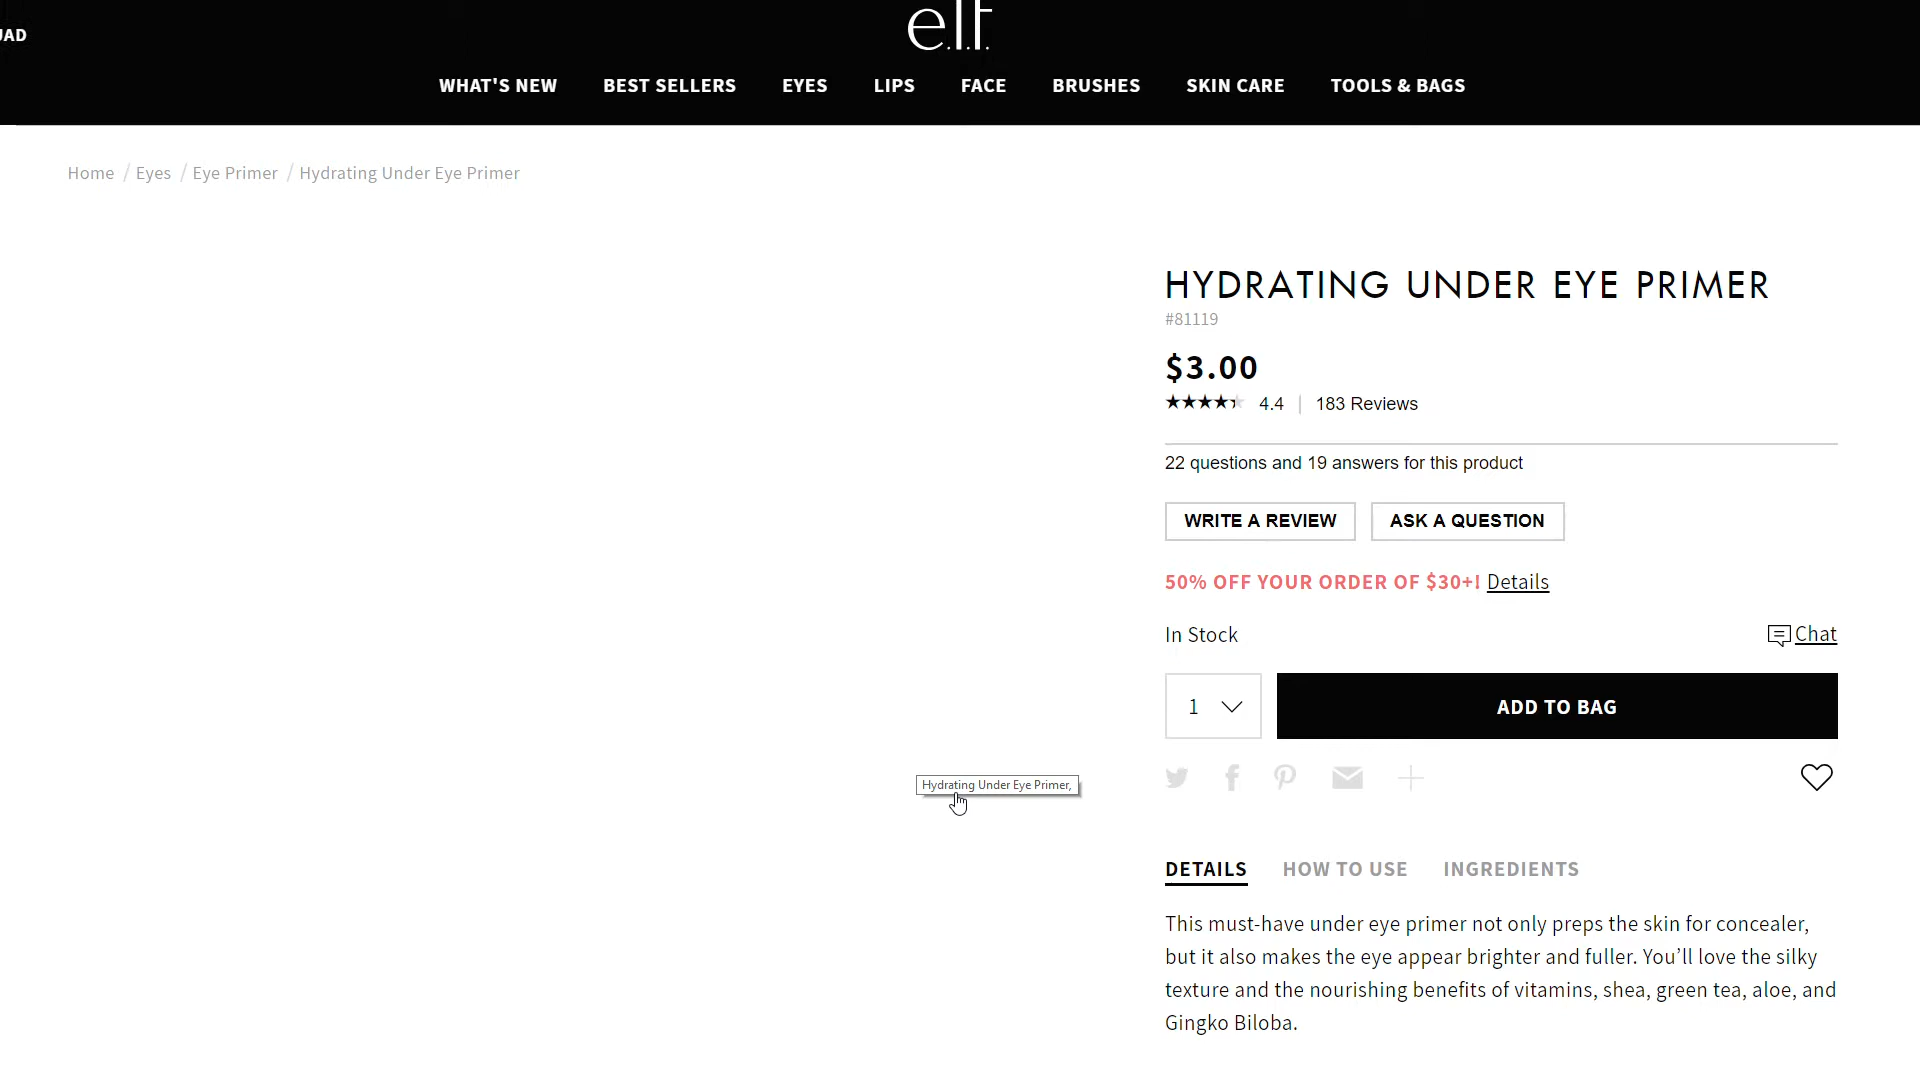 UAD
e.l.f.
WHAT'S NEW BEST SELLERS EYES LIPS FACE BRUSHES SKIN CARE TOOLS & BAGS
Home / Eyes / Eye Primer / Hydrating Under Eye Primer
HYDRATING UNDER EYE PRIMER
#81119
$3.00
4.4 | 183 Reviews
22 questions and 19 answers for this product
WRITE A REVIEW ASK A QUESTION
50% OFF YOUR ORDER OF $30+! Details
In Stock Chat
1 ADD TO BAG
Hydrating Under Eye Primer,
DETAILS HOW TO USE INGREDIENTS
This must-have under eye primer not only preps the skin for concealer,
but it also makes the eye appear brighter and fuller. You’ll love the silky
texture and the nourishing benefits of vitamins, shea, green tea, aloe, and
Gingko Biloba.